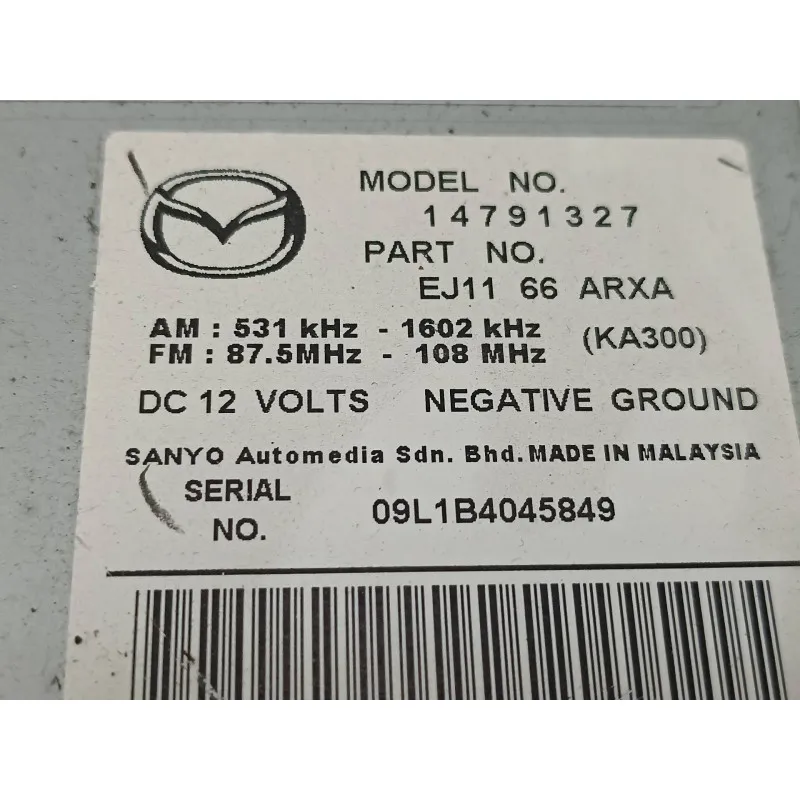 MODEL NO.
14791327
PART NO.
EJ11 66 ARXA
AM : 531 kHz - 1602 kHz (KA300)
FM : 87.5MHz - 108 MHz
DC 12 VOLTS NEGATIVE GROUND
SANYO Automedia Sdn. Bhd. MADE IN MALAYSIA
SERIAL
NO. 09L1B4045849